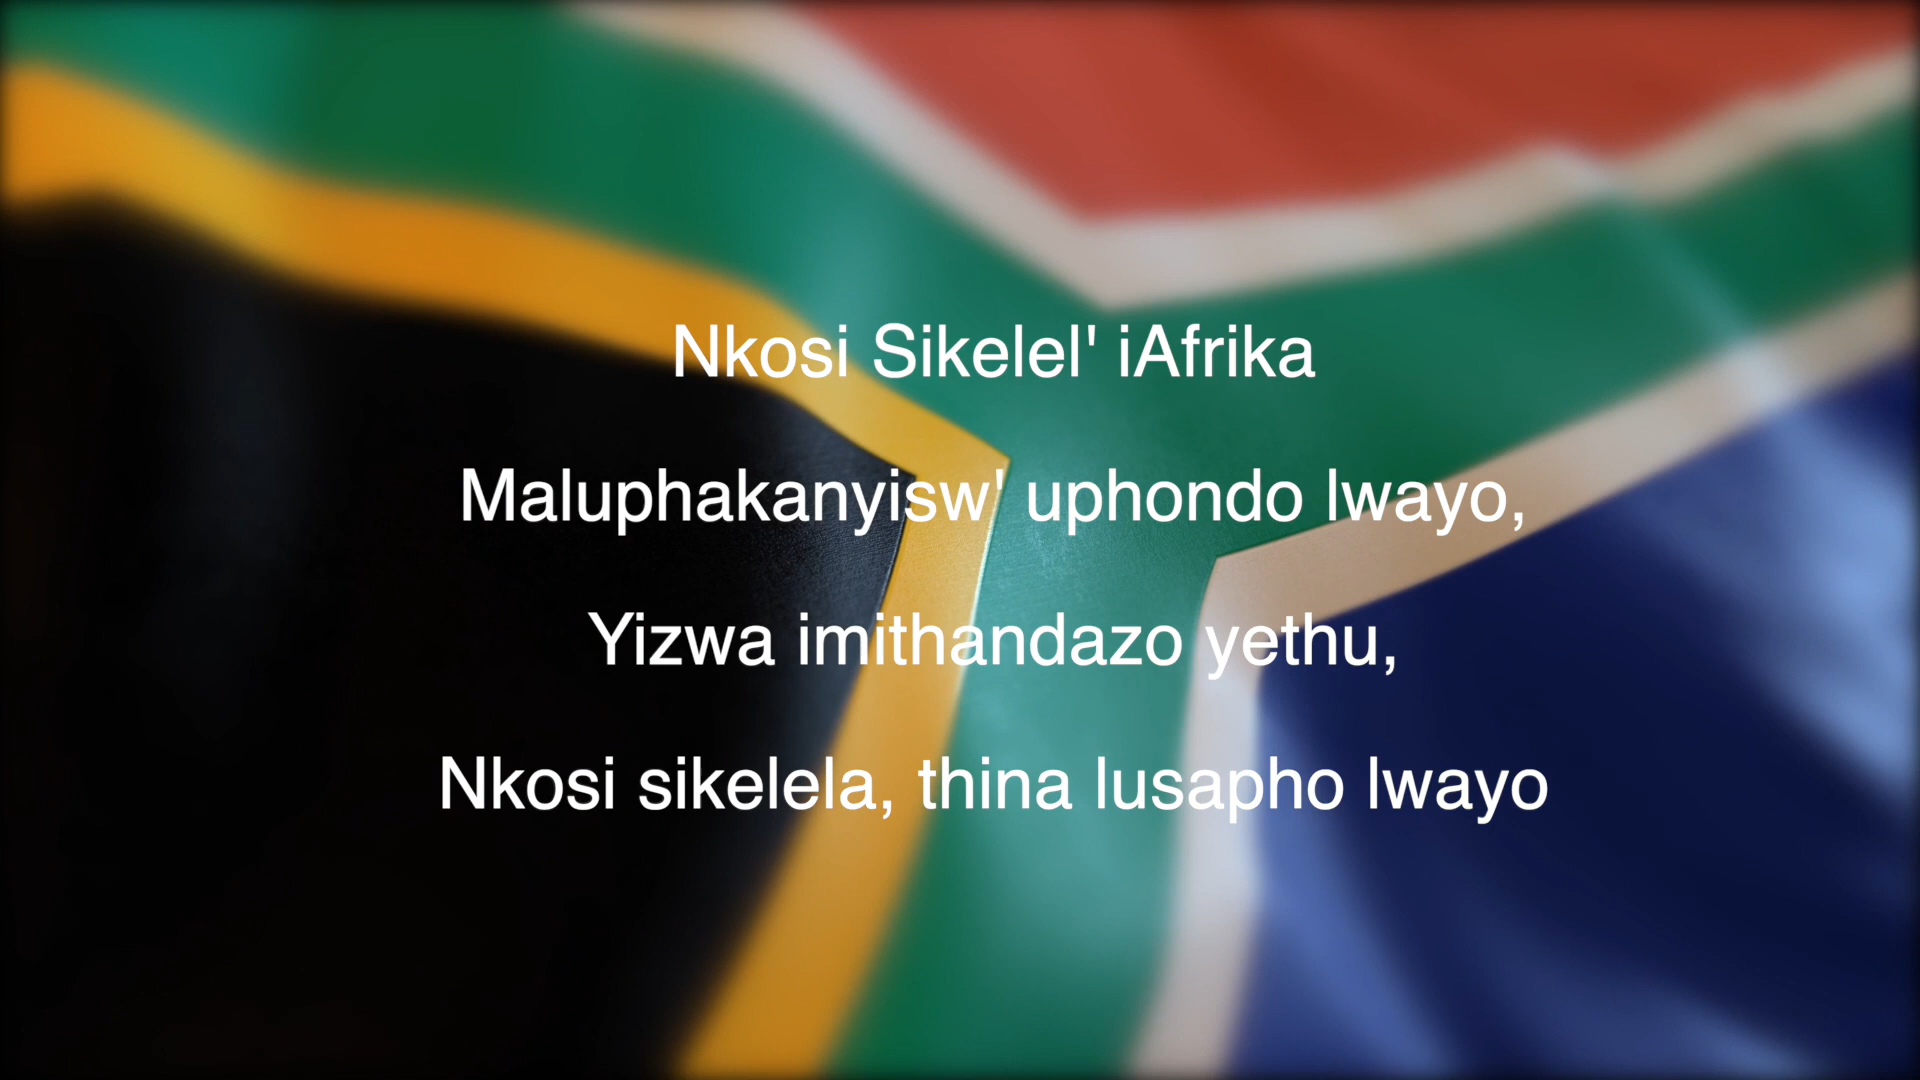 Nkosi Sikelel' iAfrika
Maluphakanyisw' uphondo lwayo,
Yizwa imithandazo yethu,
Nkosi sikelela, thina lusapho lwayo